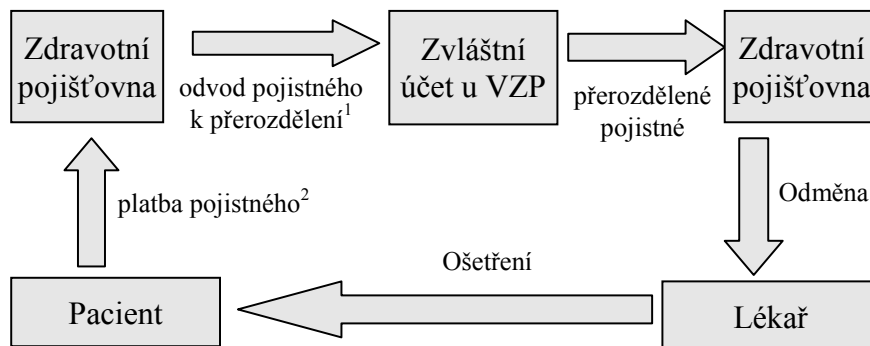 Zdravotní
pojišťovna
odvod pojistného
k přerozdělení¹
Zvláštní
účet u VZP
přerozdělené
pojistné
Zdravotní
pojišťovna
platba pojistného²
Odměna
Ošetření
Pacient
Lékař